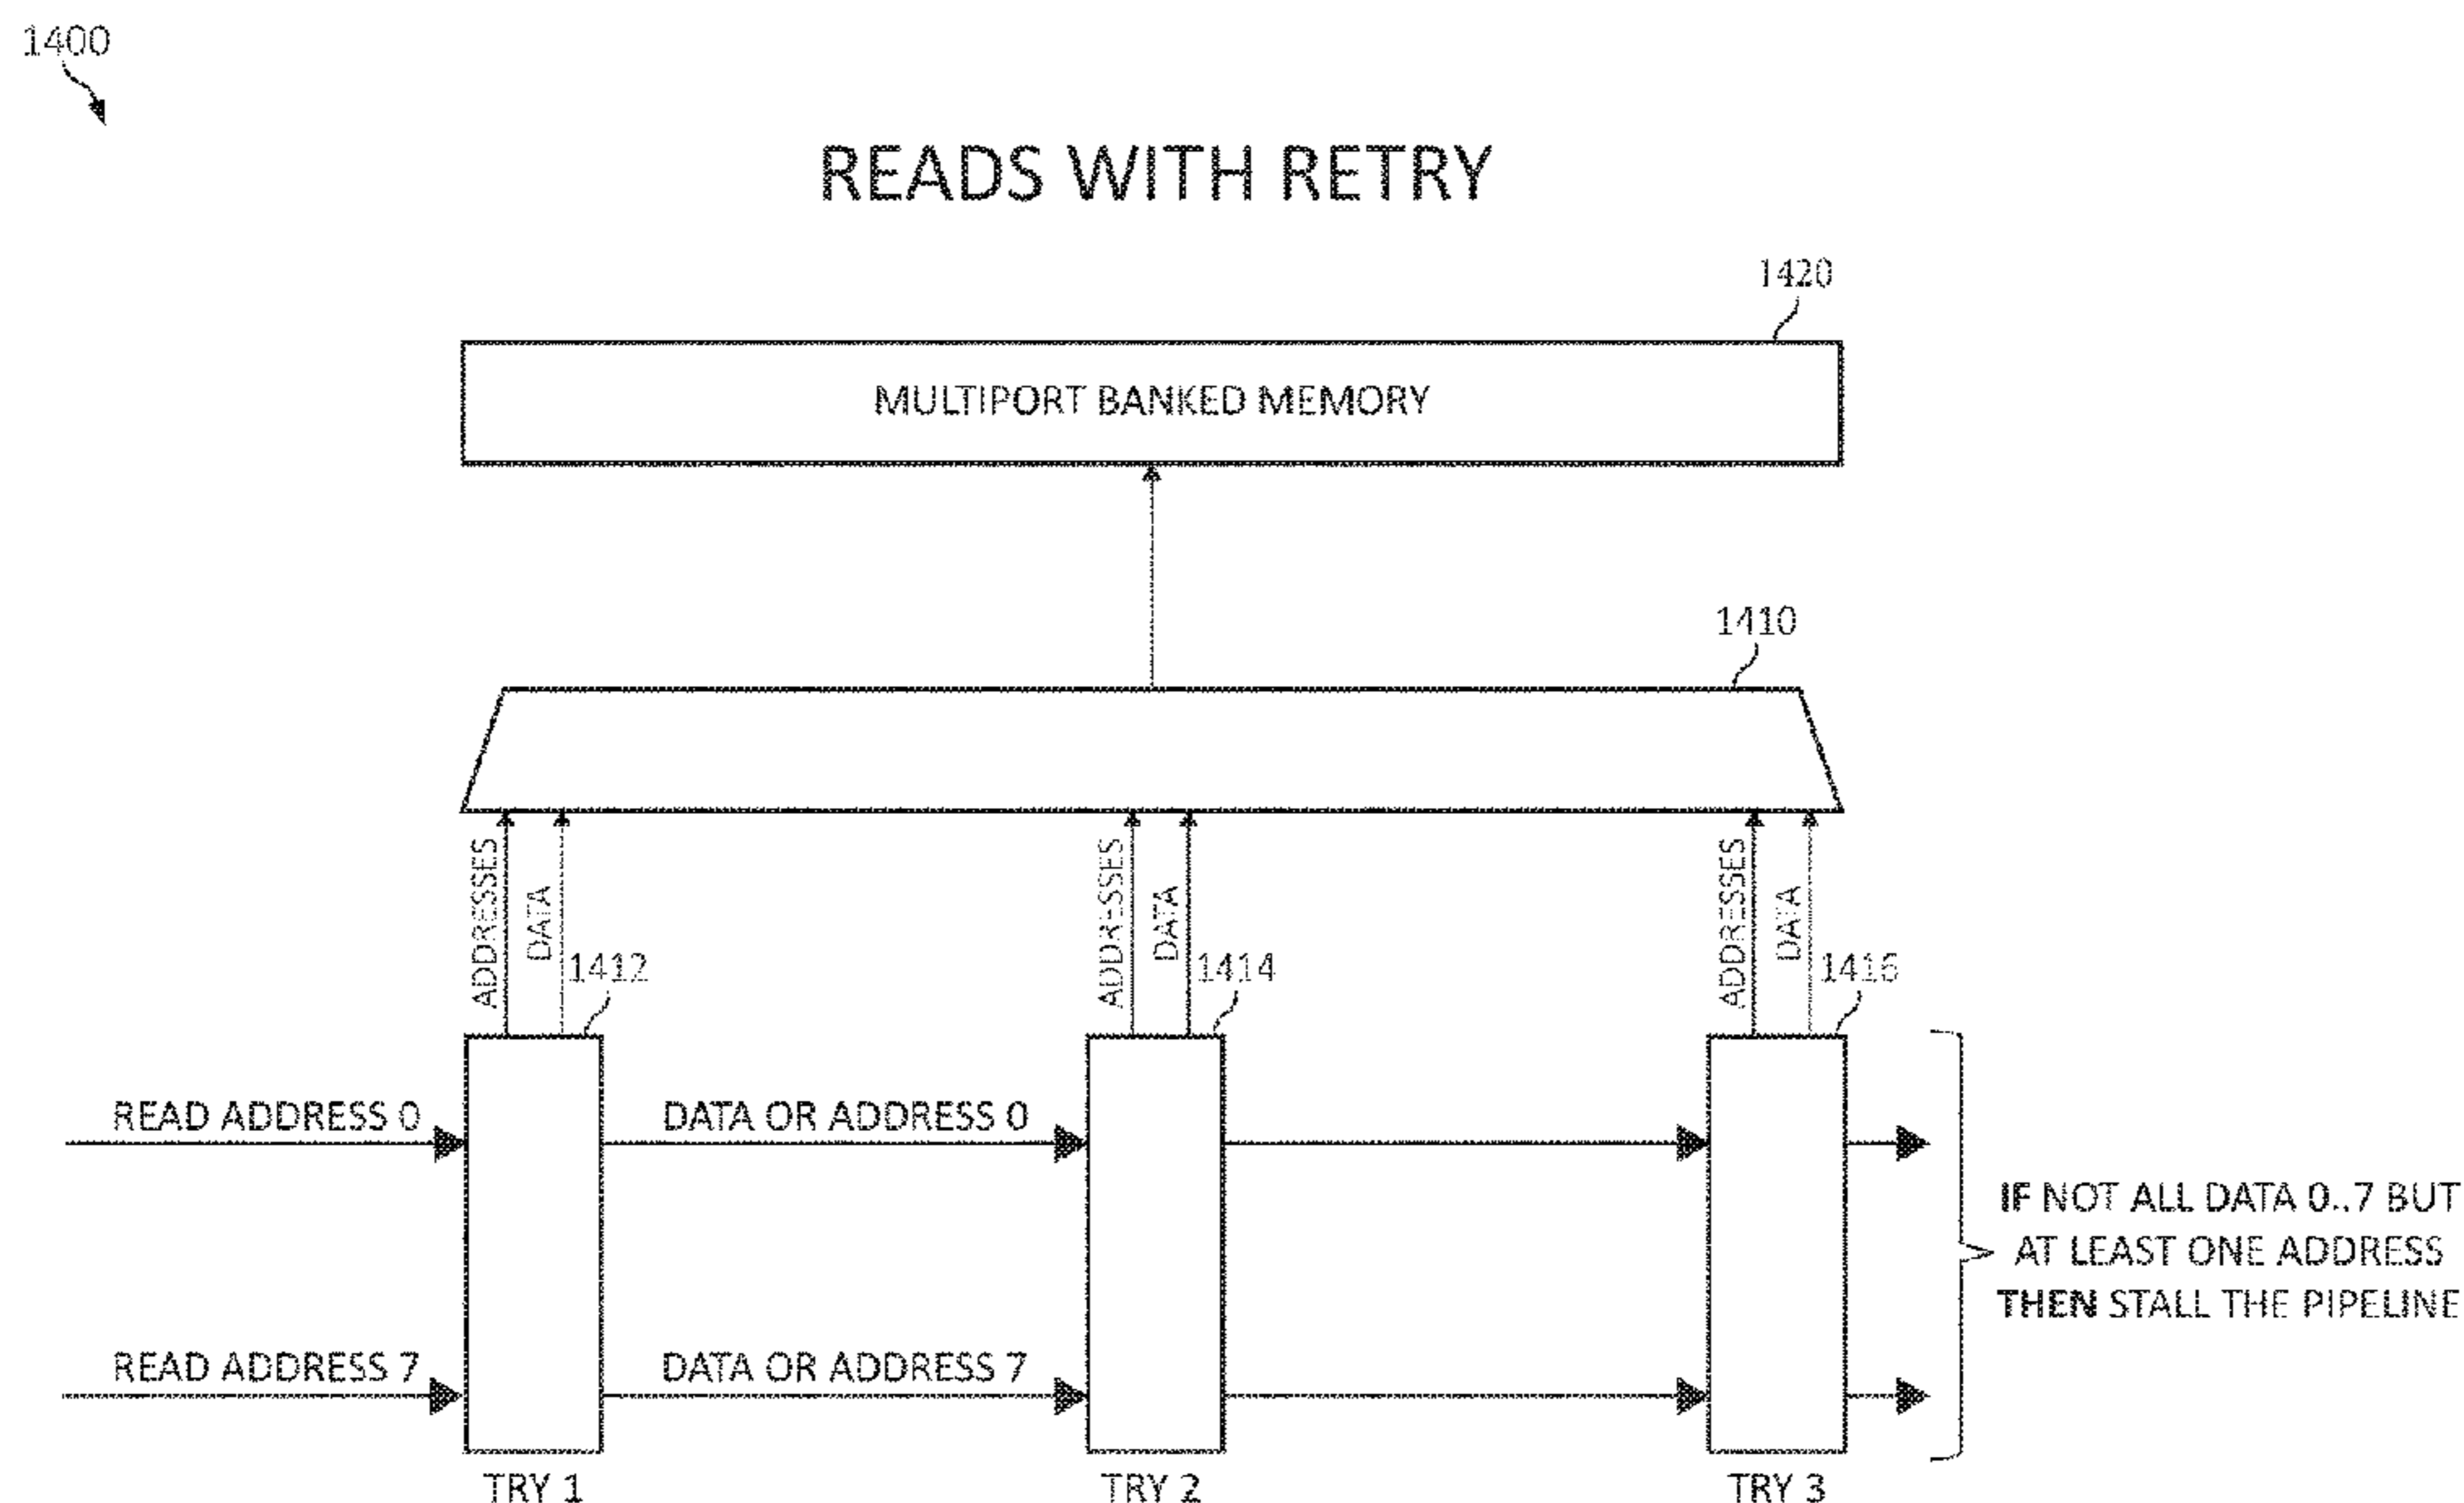 1400
READS WITH RETRY
1420
MULTIPORT BANKED MEMORY
1410
ADDRESSES
DATA
1412
ADDRESSES
DATA
1414
ADDRESSES
DATA
1416
READ ADDRESS 0
DATA OR ADDRESS 0
READ ADDRESS 7
DATA OR ADDRESS 7
IF NOT ALL DATA 0..7 BUT
AT LEAST ONE ADDRESS
THEN STALL THE PIPELINE
TRY 1
TRY 2
TRY 3